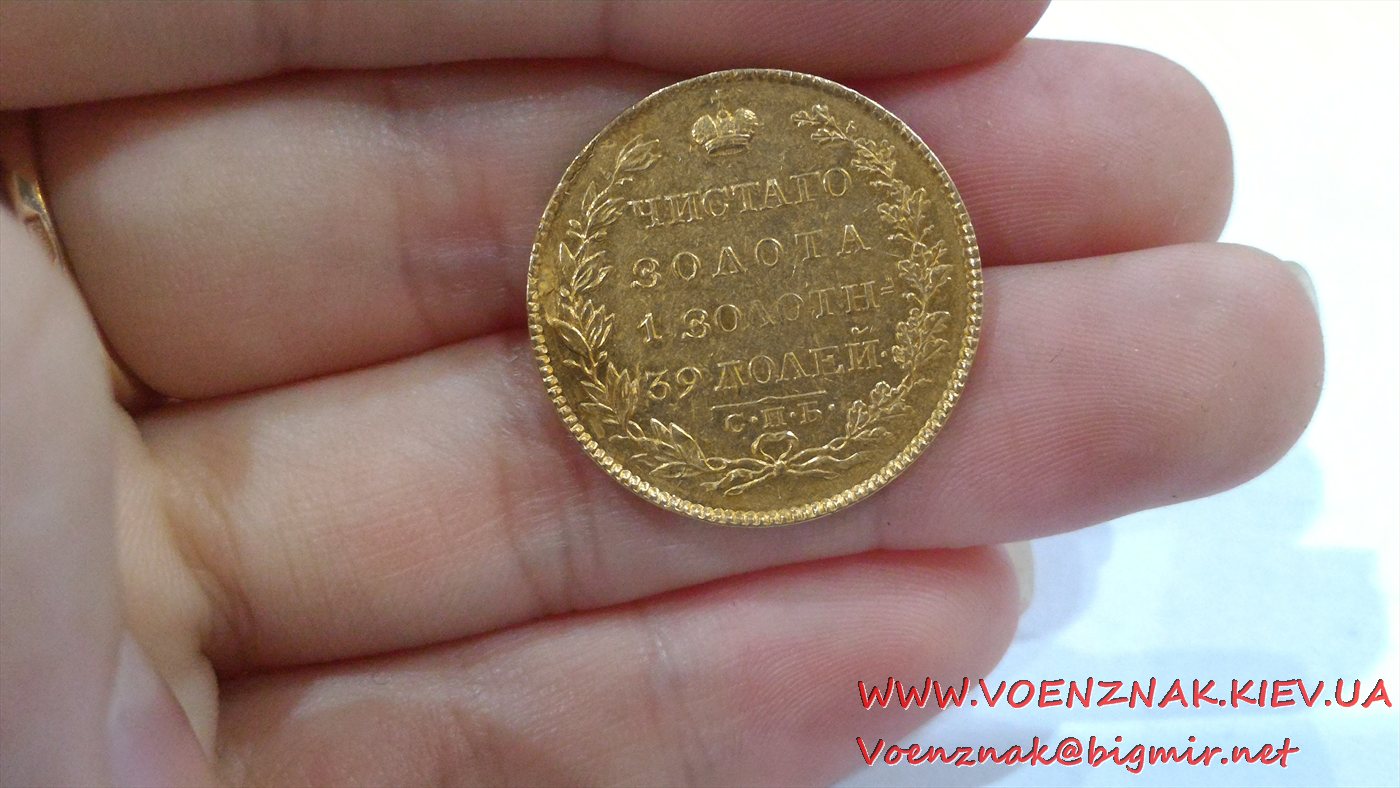 ЧИСТАГО
ЗОЛОТА
1 ЗОЛОТН=
39 ДОЛЕЙ.
С·П·Б·
WWW.VOENZNAK.KIEV.UA
Voenznak@bigmir.net